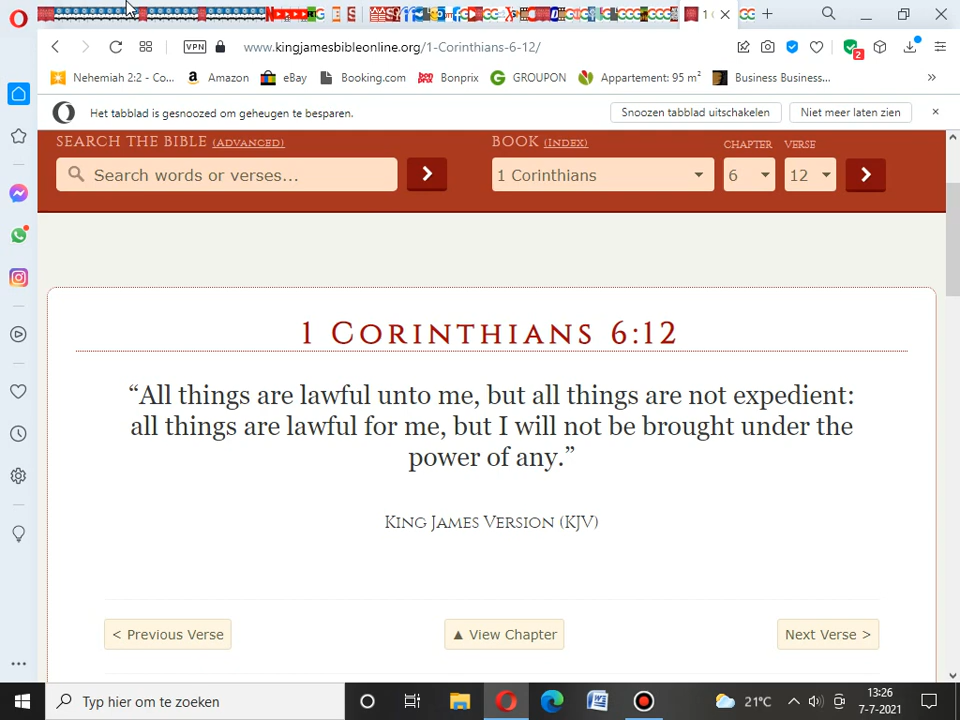 www.kingjamesbibleonline.org/1-Corinthians-6-12/
VPN
2
Nehemiah 2:2 - Co...
Amazon
eBay
Booking.com
Bonprix
GROUPON
Appartement: 95 m²
Business Business...
Het tabblad is gesnoozed om geheugen te besparen.
Snoozen tabblad uitschakelen
Niet meer laten zien
SEARCH THE BIBLE (ADVANCED)
BOOK (INDEX)
CHAPTER
VERSE
Search words or verses...
1 Corinthians
6
12
1 CORINTHIANS 6:12
“All things are lawful unto me, but all things are not expedient:
all things are lawful for me, but I will not be brought under the
power of any.”
KING JAMES VERSION (KJV)
< Previous Verse
▲ View Chapter
Next Verse >
Typ hier om te zoeken
21°C
13:26
7-7-2021